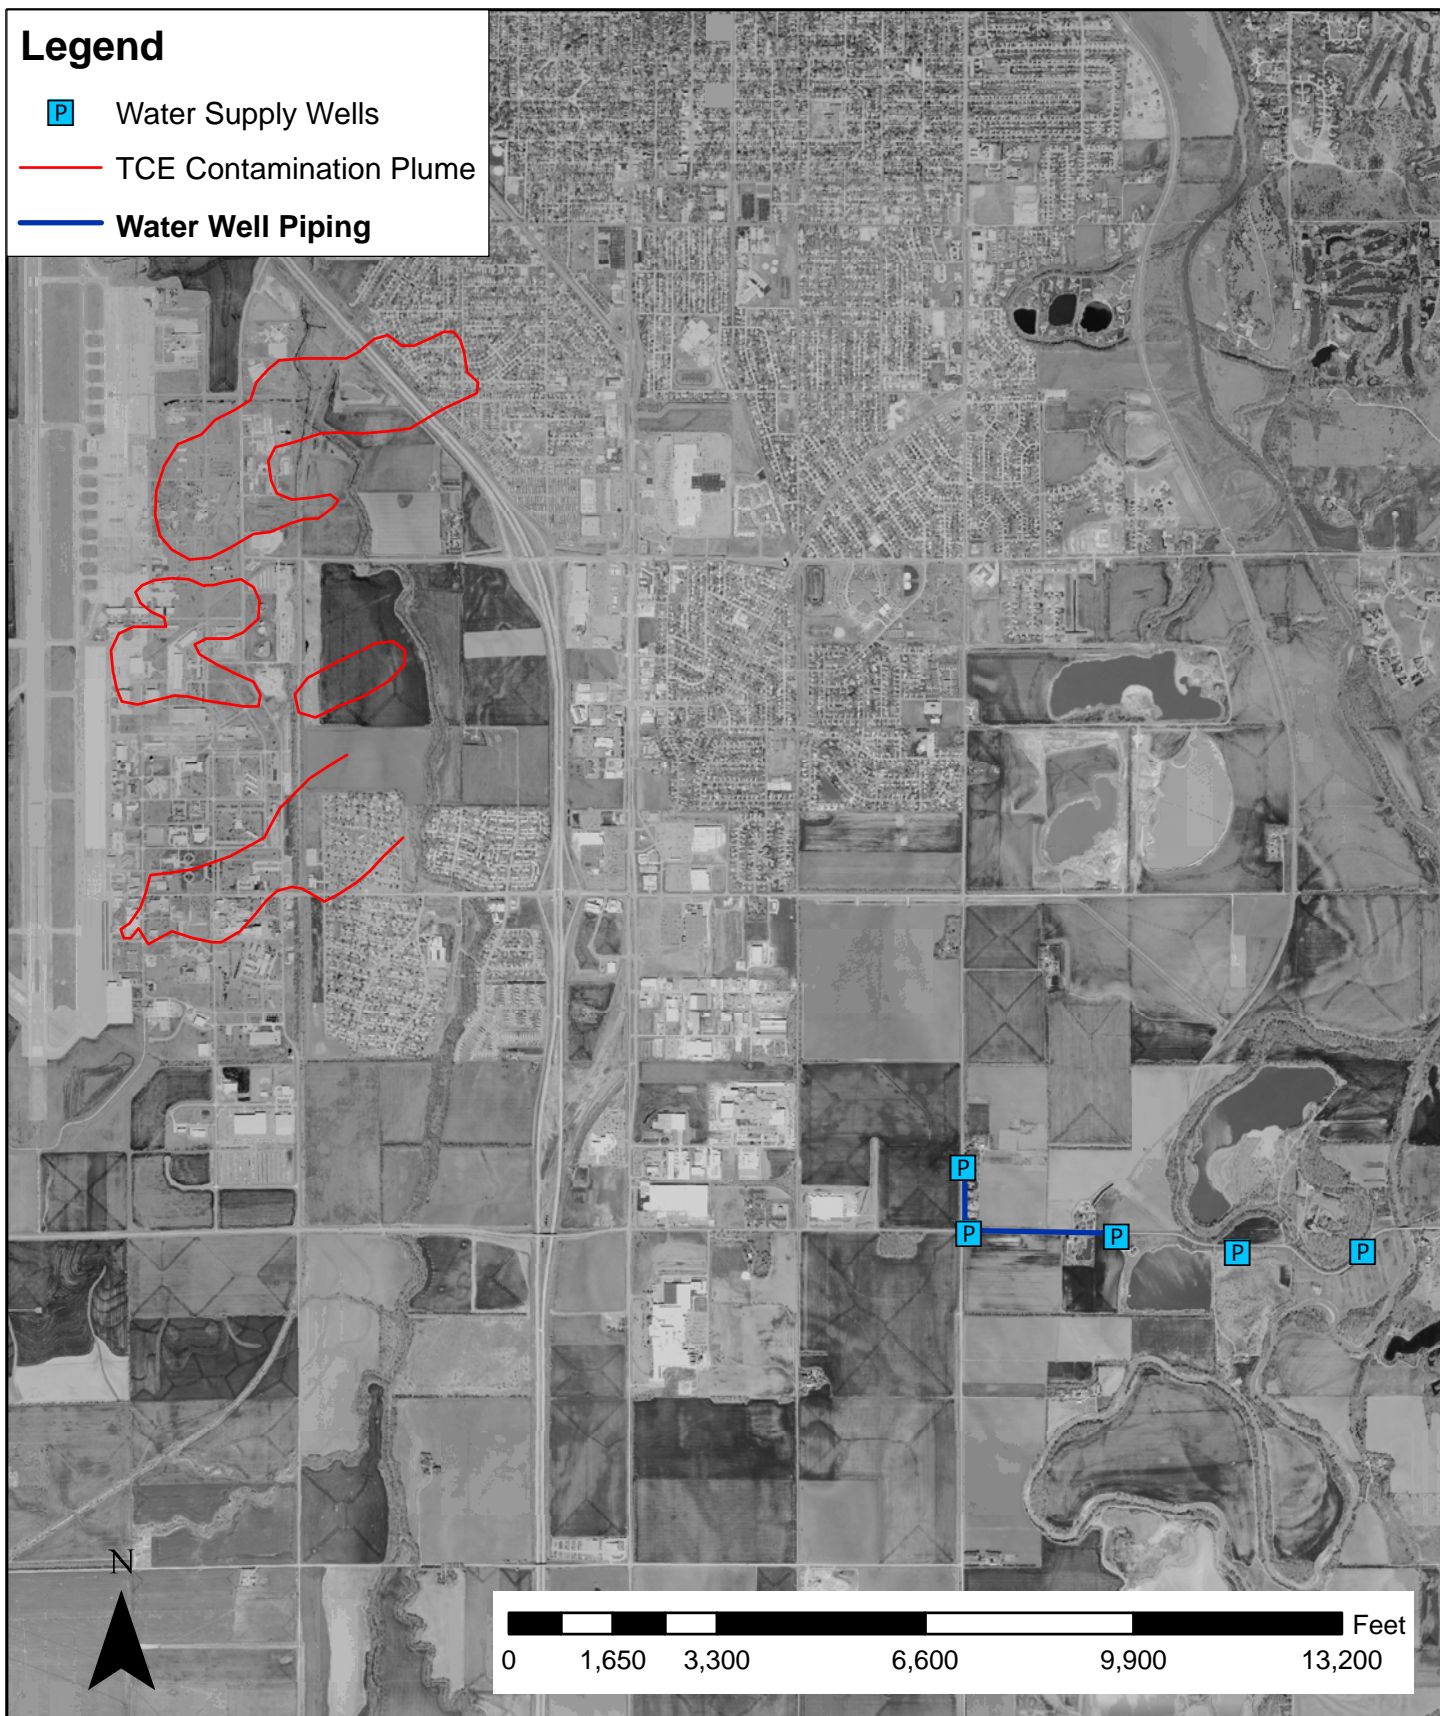 Legend
P Water Supply Wells
TCE Contamination Plume
Water Well Piping
P
P
P
P
P
N
Feet
0 1,650 3,300 6,600 9,900 13,200